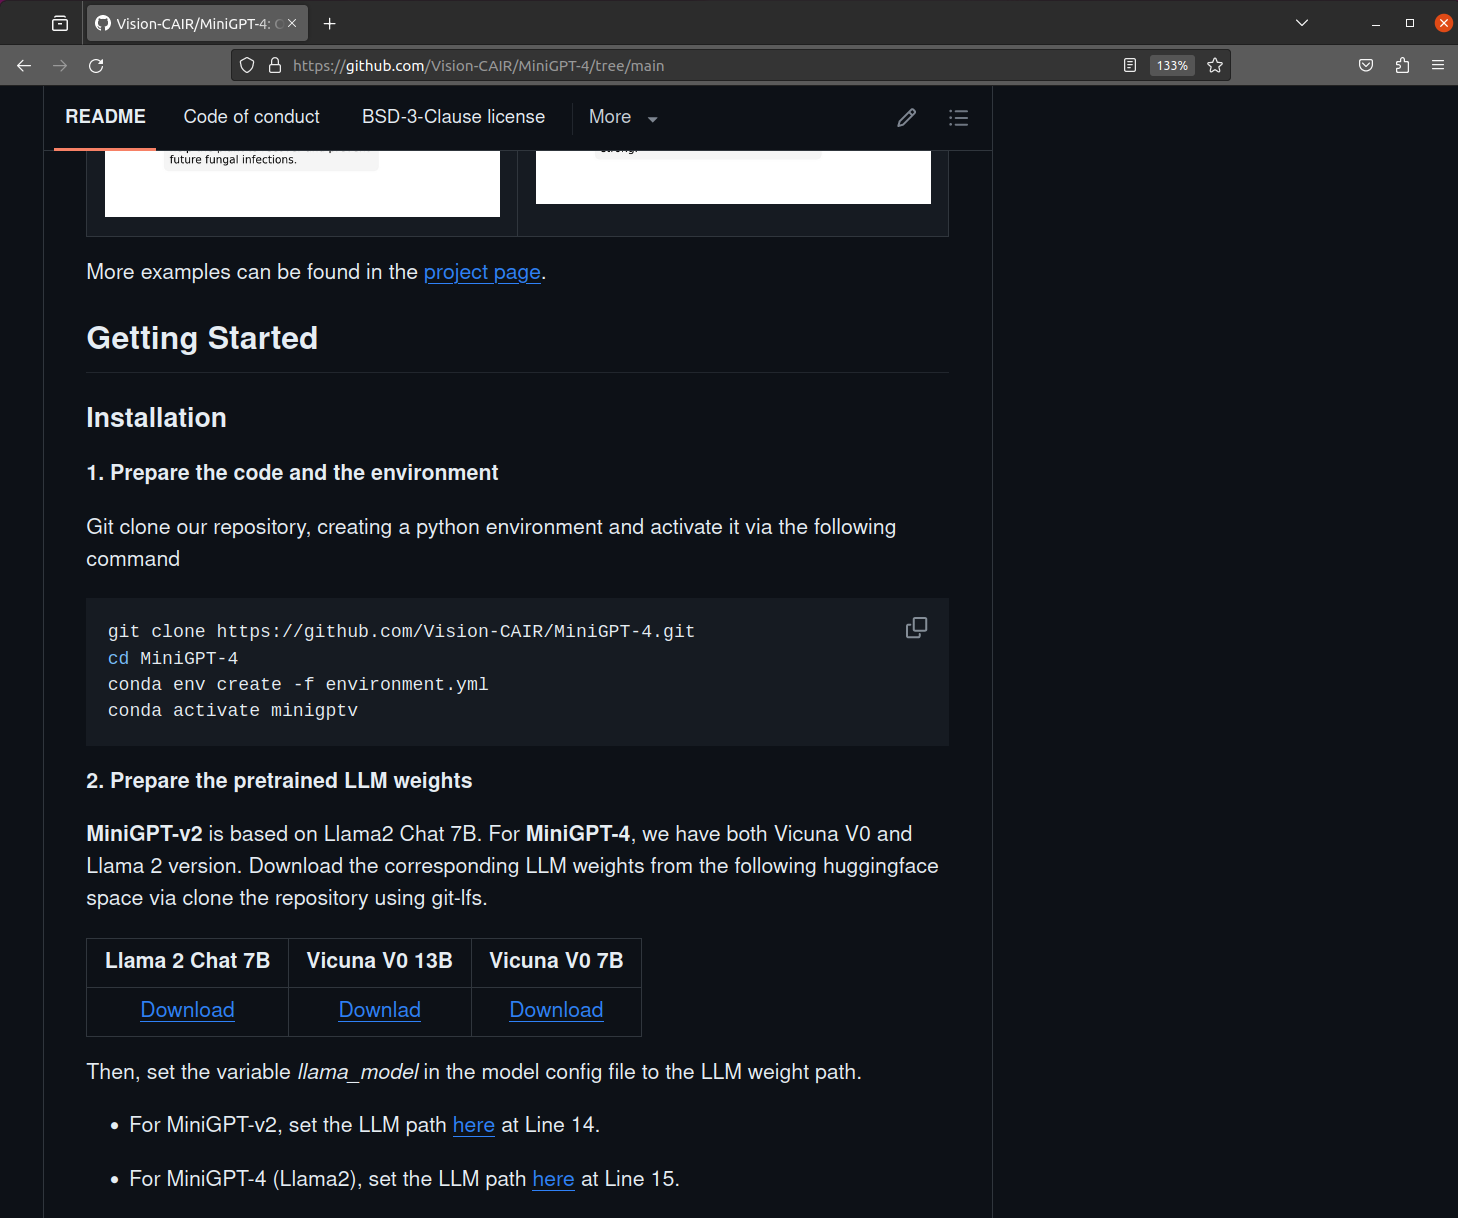 Vision-CAIR/MiniGPT-4: C
https://github.com/Vision-CAIR/MiniGPT-4/tree/main
133%
README
Code of conduct
BSD-3-Clause license
More
future fungal infections.
More examples can be found in the project page.
Getting Started
Installation
1. Prepare the code and the environment
Git clone our repository, creating a python environment and activate it via the following
command
git clone https://github.com/Vision-CAIR/MiniGPT-4.git
cd MiniGPT-4
conda env create -f environment.yml
conda activate minigptv
2. Prepare the pretrained LLM weights
MiniGPT-v2 is based on Llama2 Chat 7B. For MiniGPT-4, we have both Vicuna V0 and
Llama 2 version. Download the corresponding LLM weights from the following huggingface
space via clone the repository using git-lfs.
Llama 2 Chat 7B Vicuna V0 13B Vicuna V0 7B
Download Downlad Download
Then, set the variable llama_model in the model config file to the LLM weight path.
• For MiniGPT-v2, set the LLM path here at Line 14.
• For MiniGPT-4 (Llama2), set the LLM path here at Line 15.